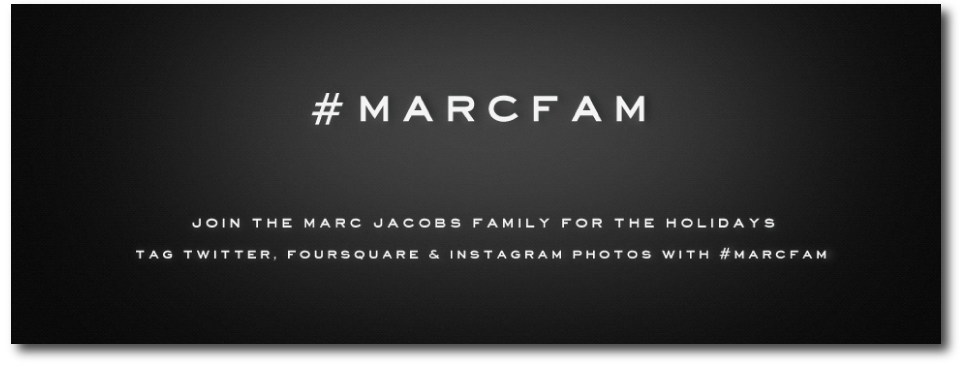 #MARCFAM
JOIN THE MARC JACOBS FAMILY FOR THE HOLIDAYS
TAG TWITTER, FOURSQUARE & INSTAGRAM PHOTOS WITH #MARCFAM